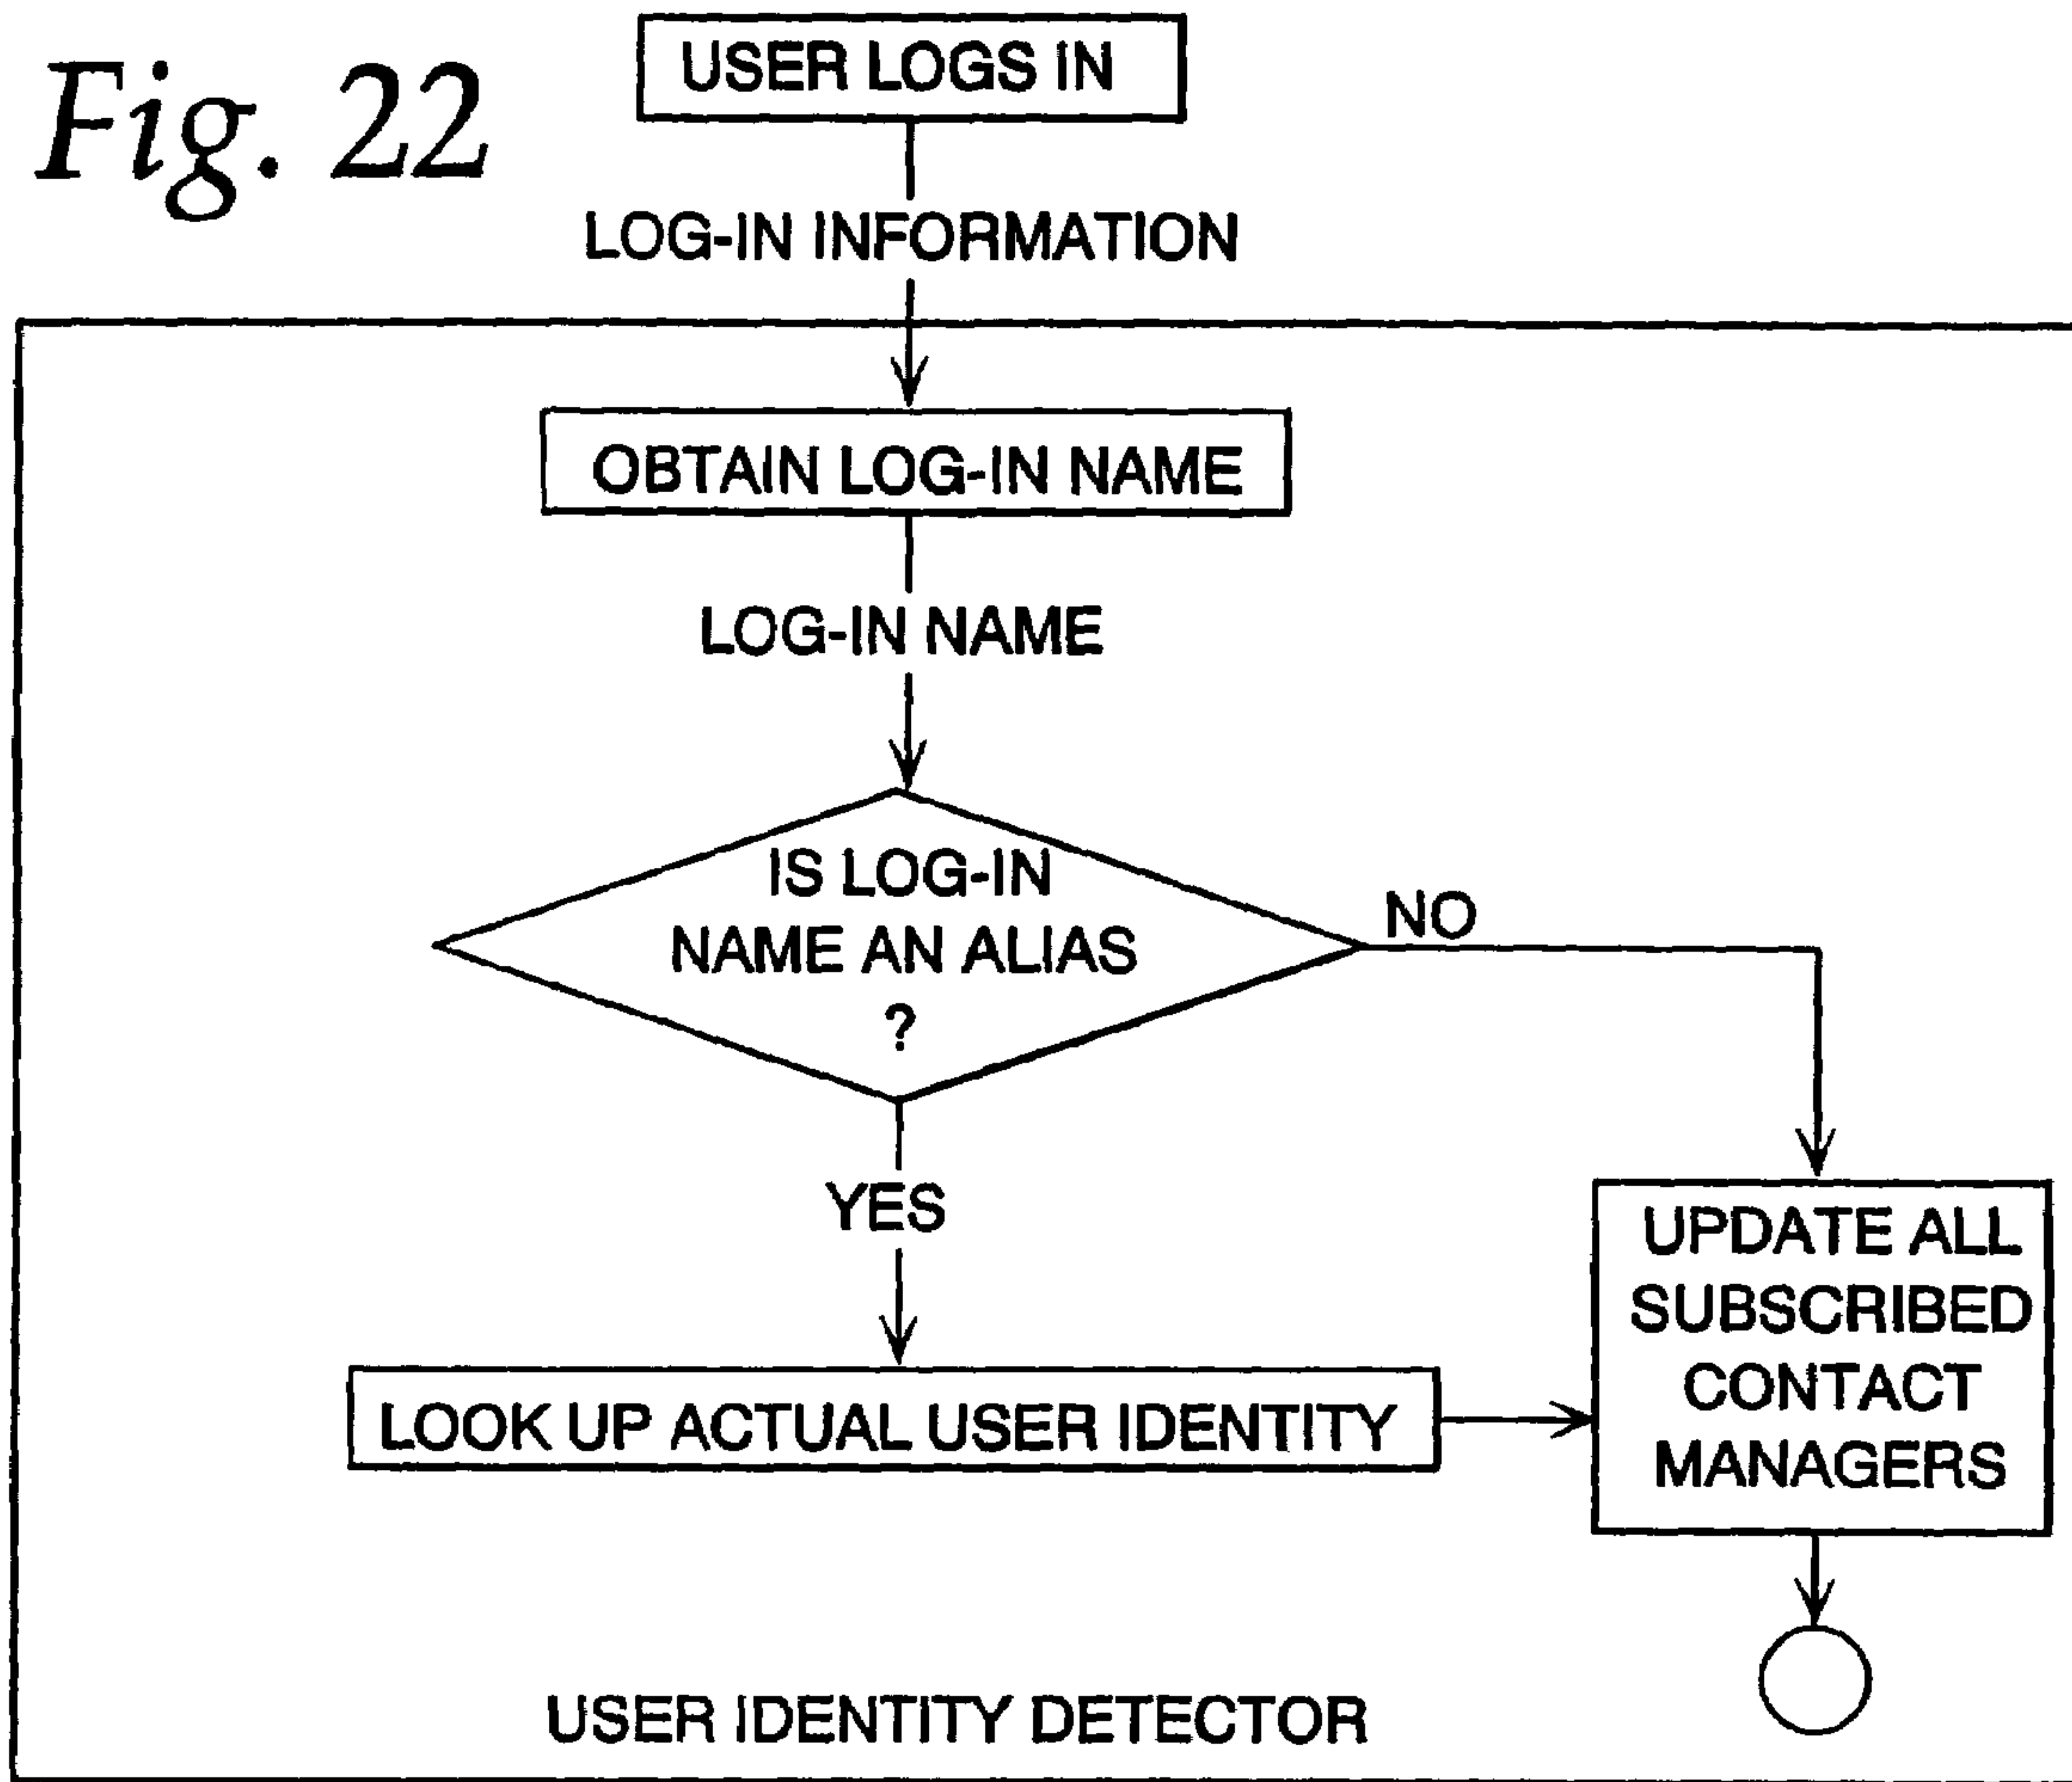 Fig. 22
USER LOGS IN
LOG-IN INFORMATION
OBTAIN LOG-IN NAME
LOG-IN NAME
IS LOG-IN
NAME AN ALIAS
?
NO
YES
UPDATE ALL
SUBSCRIBED
CONTACT
MANAGERS
LOOK UP ACTUAL USER IDENTITY
USER IDENTITY DETECTOR